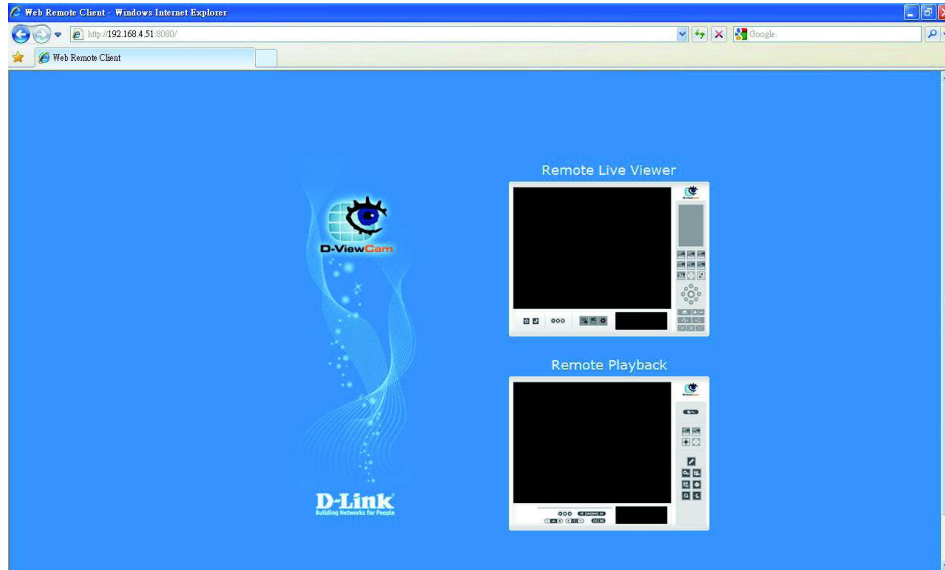 Web Remote Client - Windows Internet Explorer
http://192.168.4.51:8080/
Google
Web Remote Client
Remote Live Viewer
D-ViewCam
Remote Playback
D-Link
Building Networks for People